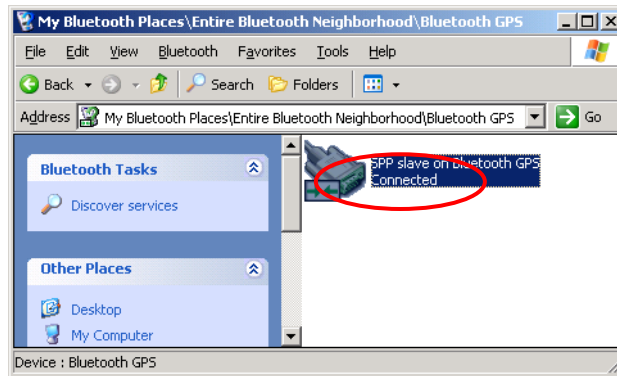 My Bluetooth Places\Entire Bluetooth Neighborhood\Bluetooth GPS
File Edit View Bluetooth Favorites Tools Help
Back Search Folders
Address My Bluetooth Places\Entire Bluetooth Neighborhood\Bluetooth GPS Go
Bluetooth Tasks
Discover services
Other Places
Desktop
My Computer
SPP slave on Bluetooth GPS
Connected
Device : Bluetooth GPS